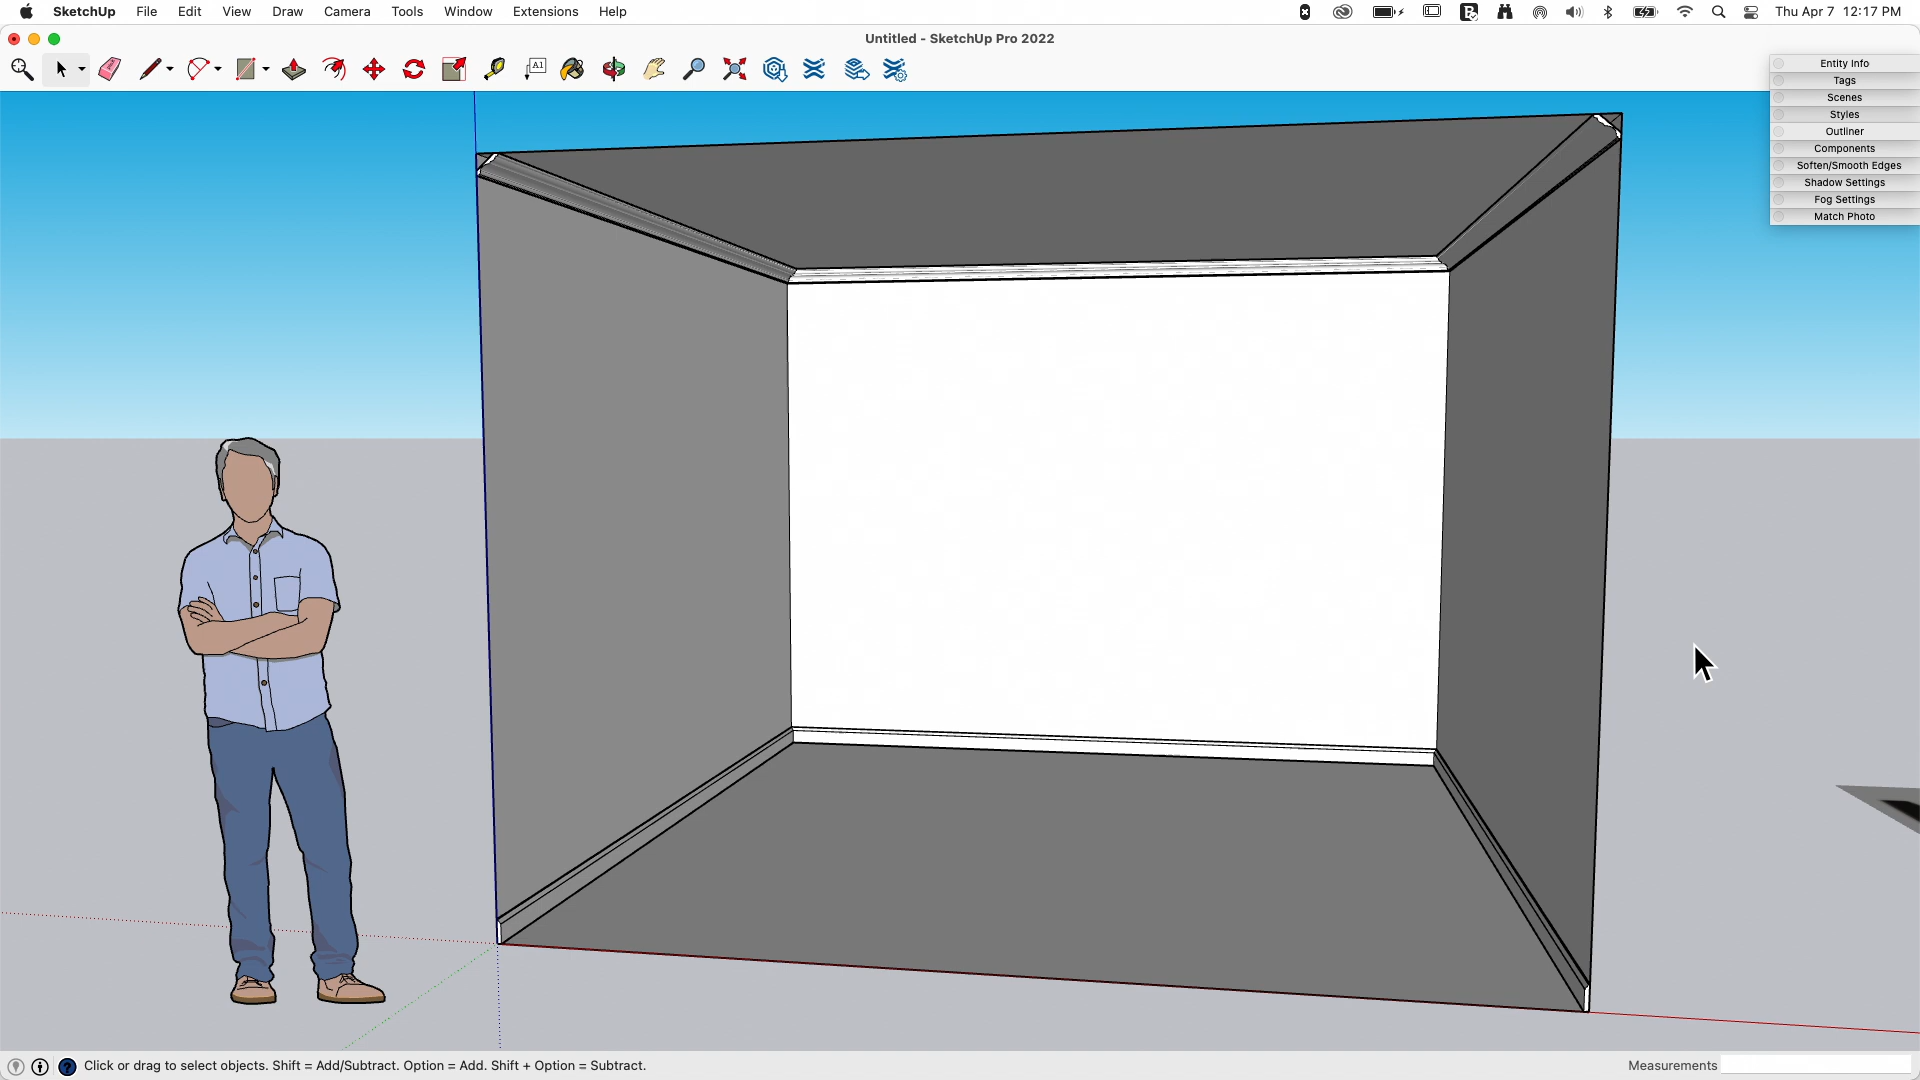 SketchUp File Edit View Draw Camera Tools Window Extensions Help Thu Apr 7 12:17 PM
Untitled - SketchUp Pro 2022
A1
Entity Info
Tags
Scenes
Styles
Outliner
Components
Soften/Smooth Edges
Shadow Settings
Fog Settings
Match Photo
Click or drag to select objects. Shift = Add/Subtract. Option = Add. Shift + Option = Subtract. Measurements